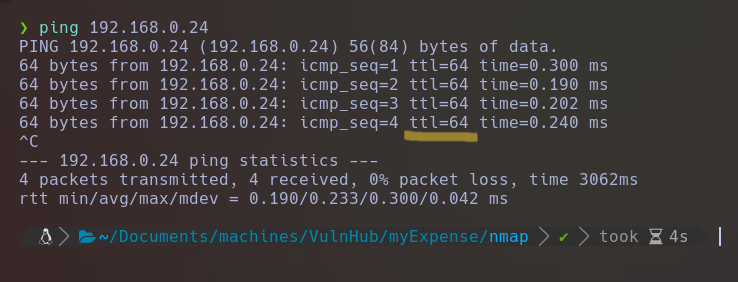 ❯ ping 192.168.0.24
PING 192.168.0.24 (192.168.0.24) 56(84) bytes of data.
64 bytes from 192.168.0.24: icmp_seq=1 ttl=64 time=0.300 ms
64 bytes from 192.168.0.24: icmp_seq=2 ttl=64 time=0.190 ms
64 bytes from 192.168.0.24: icmp_seq=3 ttl=64 time=0.202 ms
64 bytes from 192.168.0.24: icmp_seq=4 ttl=64 time=0.240 ms
^C
--- 192.168.0.24 ping statistics ---
4 packets transmitted, 4 received, 0% packet loss, time 3062ms
rtt min/avg/max/mdev = 0.190/0.233/0.300/0.042 ms
~/Documents/machines/VulnHub/myExpense/nmap ✔ took 4s